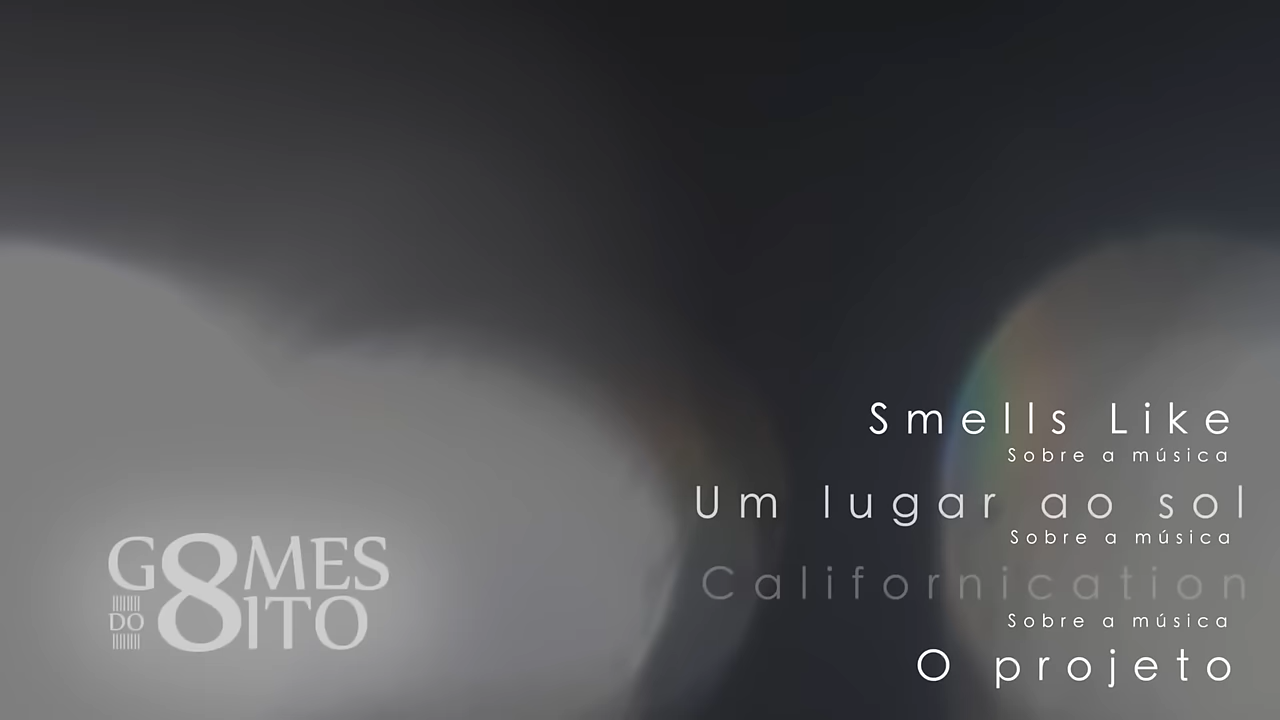 Smells Like
Sobre a música
Um lugar ao sol
Sobre a música
Californication
Sobre a música
O projeto
G8MES
DO 8ITO